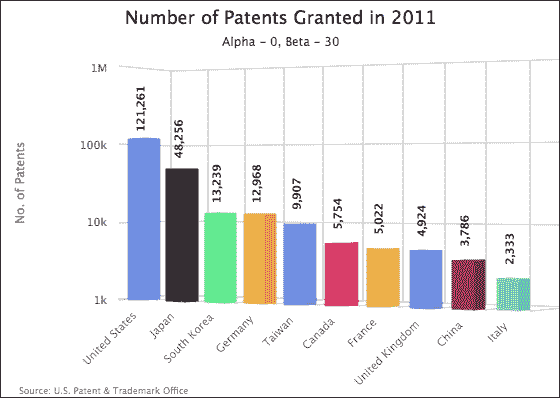 Number of Patents Granted in 2011
Alpha - 0, Beta - 30
No. of Patents
1M
100k
10k
1k
121,261
48,256
13,239
12,968
9,907
5,754
5,022
4,924
3,786
2,333
United States
Japan
South Korea
Germany
Taiwan
Canada
France
United Kingdom
China
Italy
Source: U.S. Patent & Trademark Office